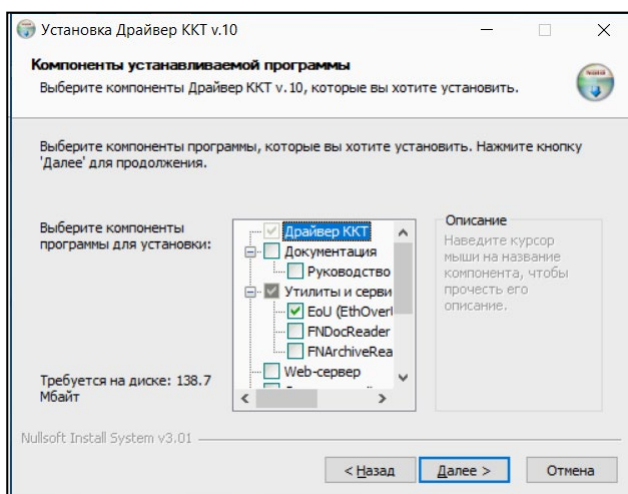 Установка Драйвер ККТ v.10
Компоненты устанавливаемой программы
Выберите компоненты Драйвер ККТ v.10, которые вы хотите установить.
Выберите компоненты программы, которые вы хотите установить. Нажмите кнопку
'Далее' для продолжения.
Выберите компоненты
программы для установки:
Драйвер ККТ
Документация
Руководство
Утилиты и серви
EoU (EthOverl
FNDocReader
FNArchiveRea
Web-сервер
Описание
Наведите курсор
мыши на название
компонента, чтобы
прочесть его
описание.
Требуется на диске: 138.7
Мбайт
Nullsoft Install System v3.01
< Назад
Далее >
Отмена